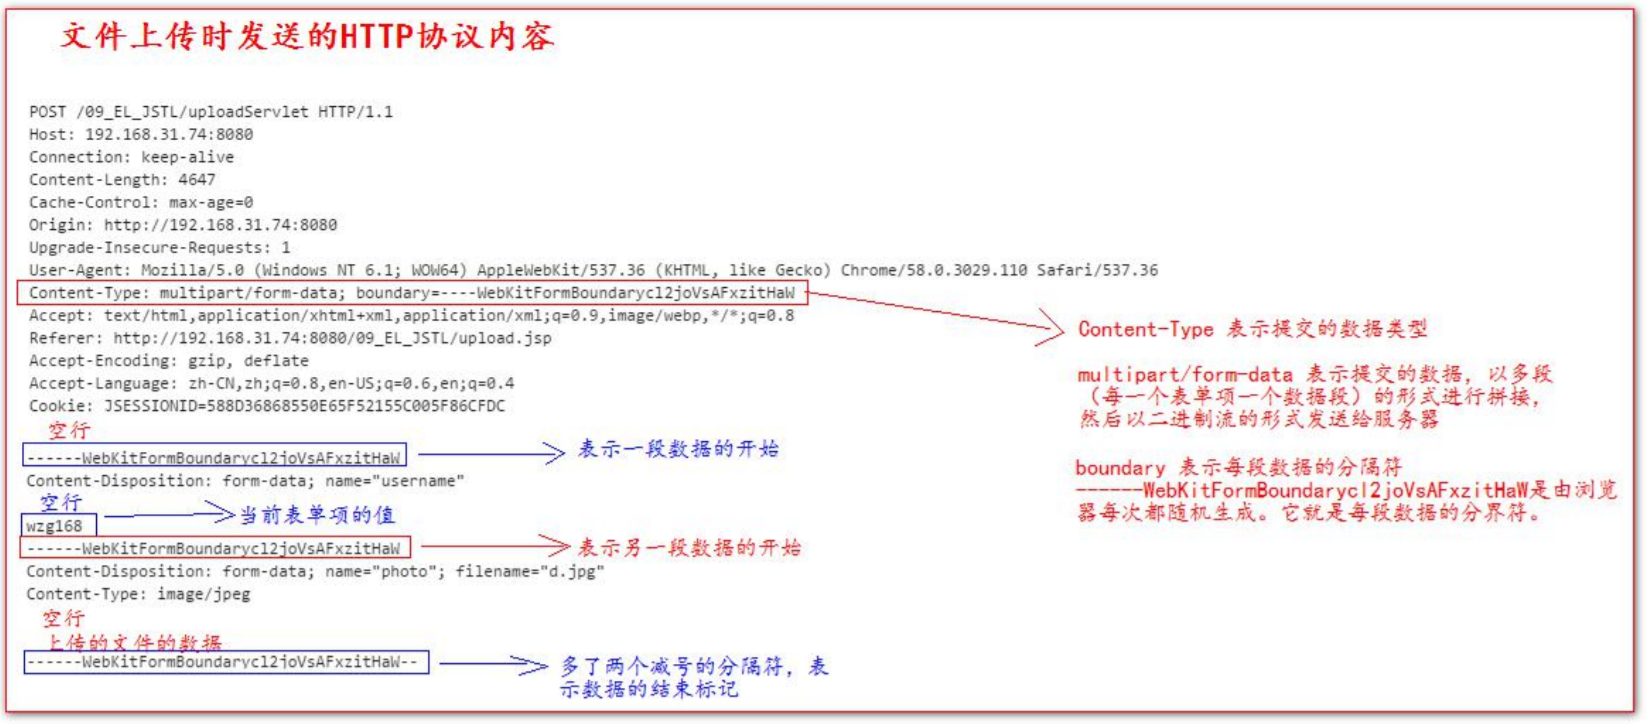 文件上传时发送的HTTP协议内容
POST /09_EL_JSTL/uploadServlet HTTP/1.1
Host: 192.168.31.74:8080
Connection: keep-alive
Content-Length: 4647
Cache-Control: max-age=0
Origin: http://192.168.31.74:8080
Upgrade-Insecure-Requests: 1
User-Agent: Mozilla/5.0 (Windows NT 6.1; WOW64) AppleWebKit/537.36 (KHTML, like Gecko) Chrome/58.0.3029.110 Safari/537.36
Content-Type: multipart/form-data; boundary=----WebKitFormBoundarycl2joVsAFxzitHaW
Accept: text/html,application/xhtml+xml,application/xml;q=0.9,image/webp,*/*;q=0.8
Referer: http://192.168.31.74:8080/09_EL_JSTL/upload.jsp
Accept-Encoding: gzip, deflate
Accept-Language: zh-CN,zh;q=0.8,en-US;q=0.6,en;q=0.4
Cookie: JSESSIONID=588D36868550E65F52155C005F86CFDC
空行
------WebKitFormBoundarycl2joVsAFxzitHaW
表示一段数据的开始
Content-Disposition: form-data; name="username"
空行
wzg168
当前表单项的值
------WebKitFormBoundarycl2joVsAFxzitHaW
表示另一段数据的开始
Content-Disposition: form-data; name="photo"; filename="d.jpg"
Content-Type: image/jpeg
空行
上传的文件的数据
------WebKitFormBoundarycl2joVsAFxzitHaW--
多了两个减号的分隔符，表
示数据的结束标记
Content-Type 表示提交的数据类型
multipart/form-data 表示提交的数据，以多段
（每一个表单项一个数据段）的形式进行拼接，
然后以二进制流的形式发送给服务器
boundary 表示每段数据的分隔符
------WebKitFormBoundarycl2joVsAFxzitHaW是由浏览
器每次都随机生成。它就是每段数据的分界符。